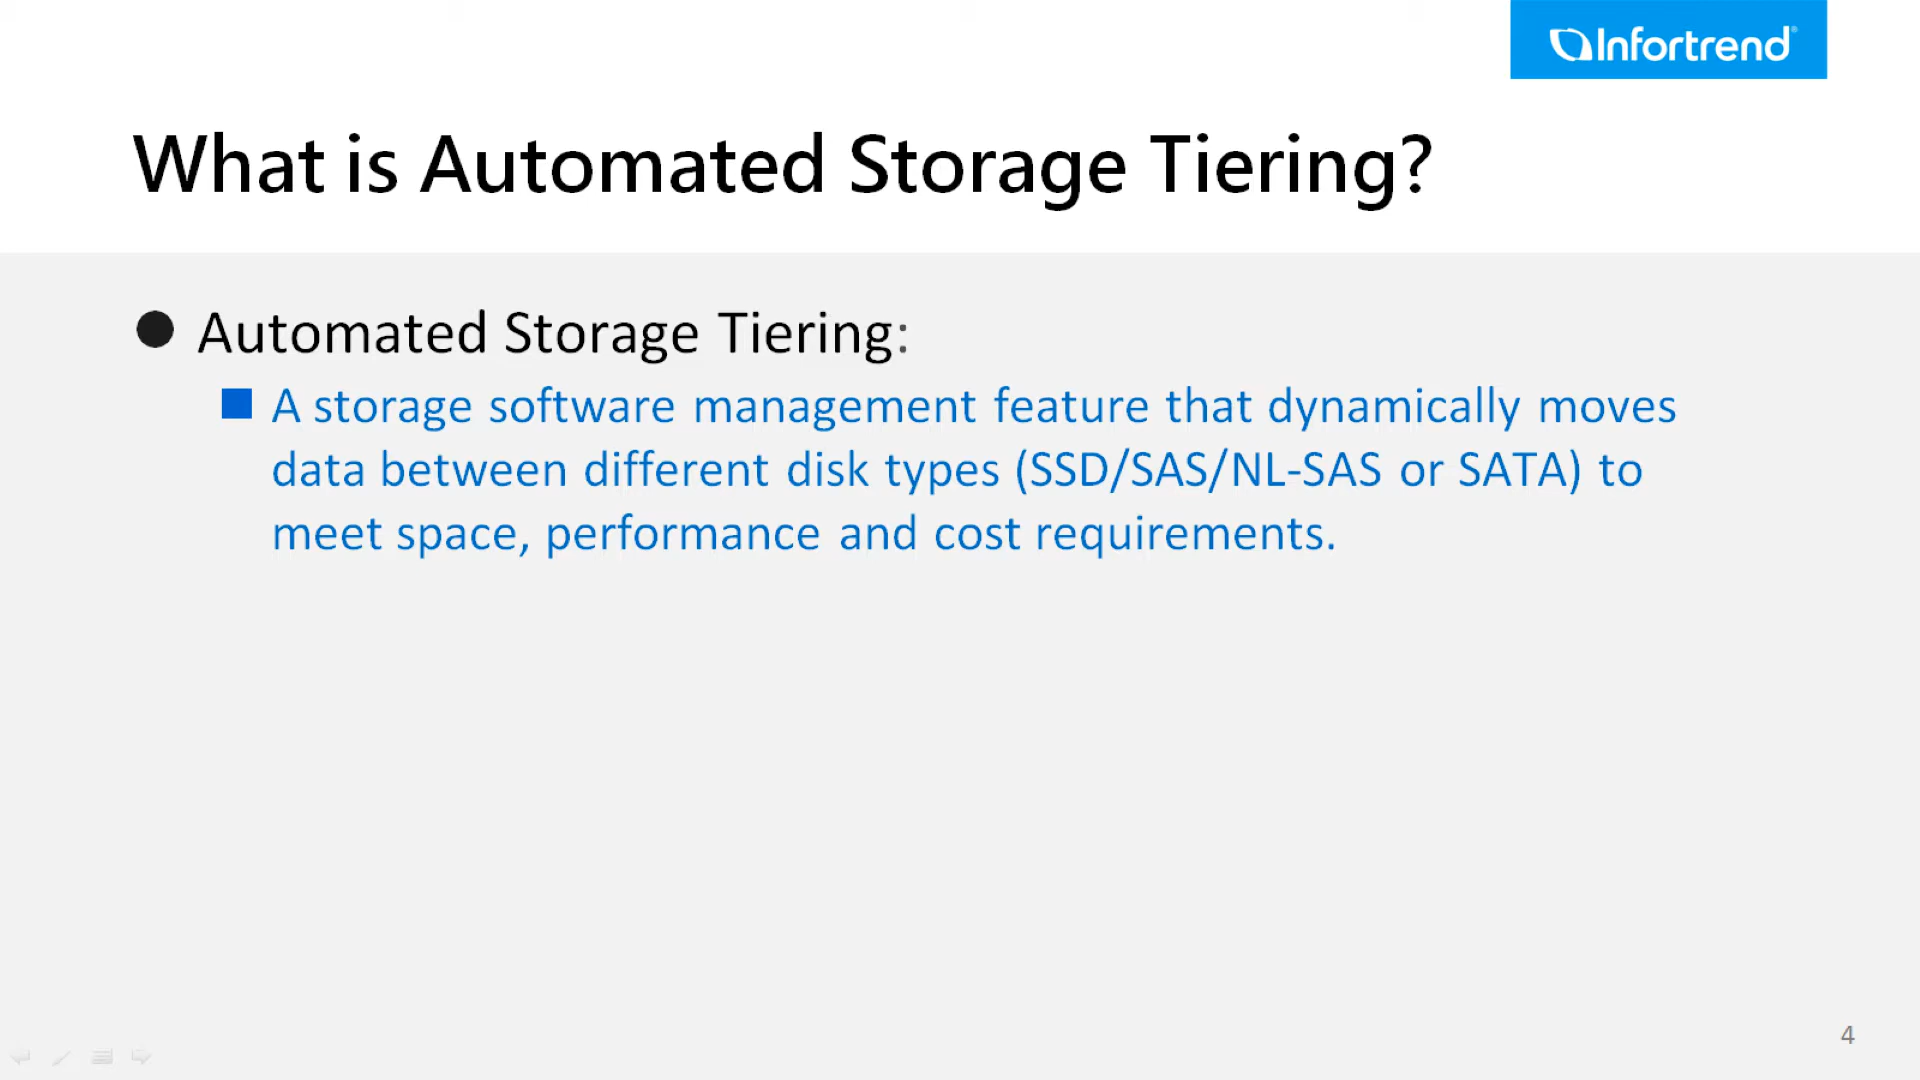 Infortrend®
What is Automated Storage Tiering?
Automated Storage Tiering:
A storage software management feature that dynamically moves
data between different disk types (SSD/SAS/NL-SAS or SATA) to
meet space, performance and cost requirements.
4